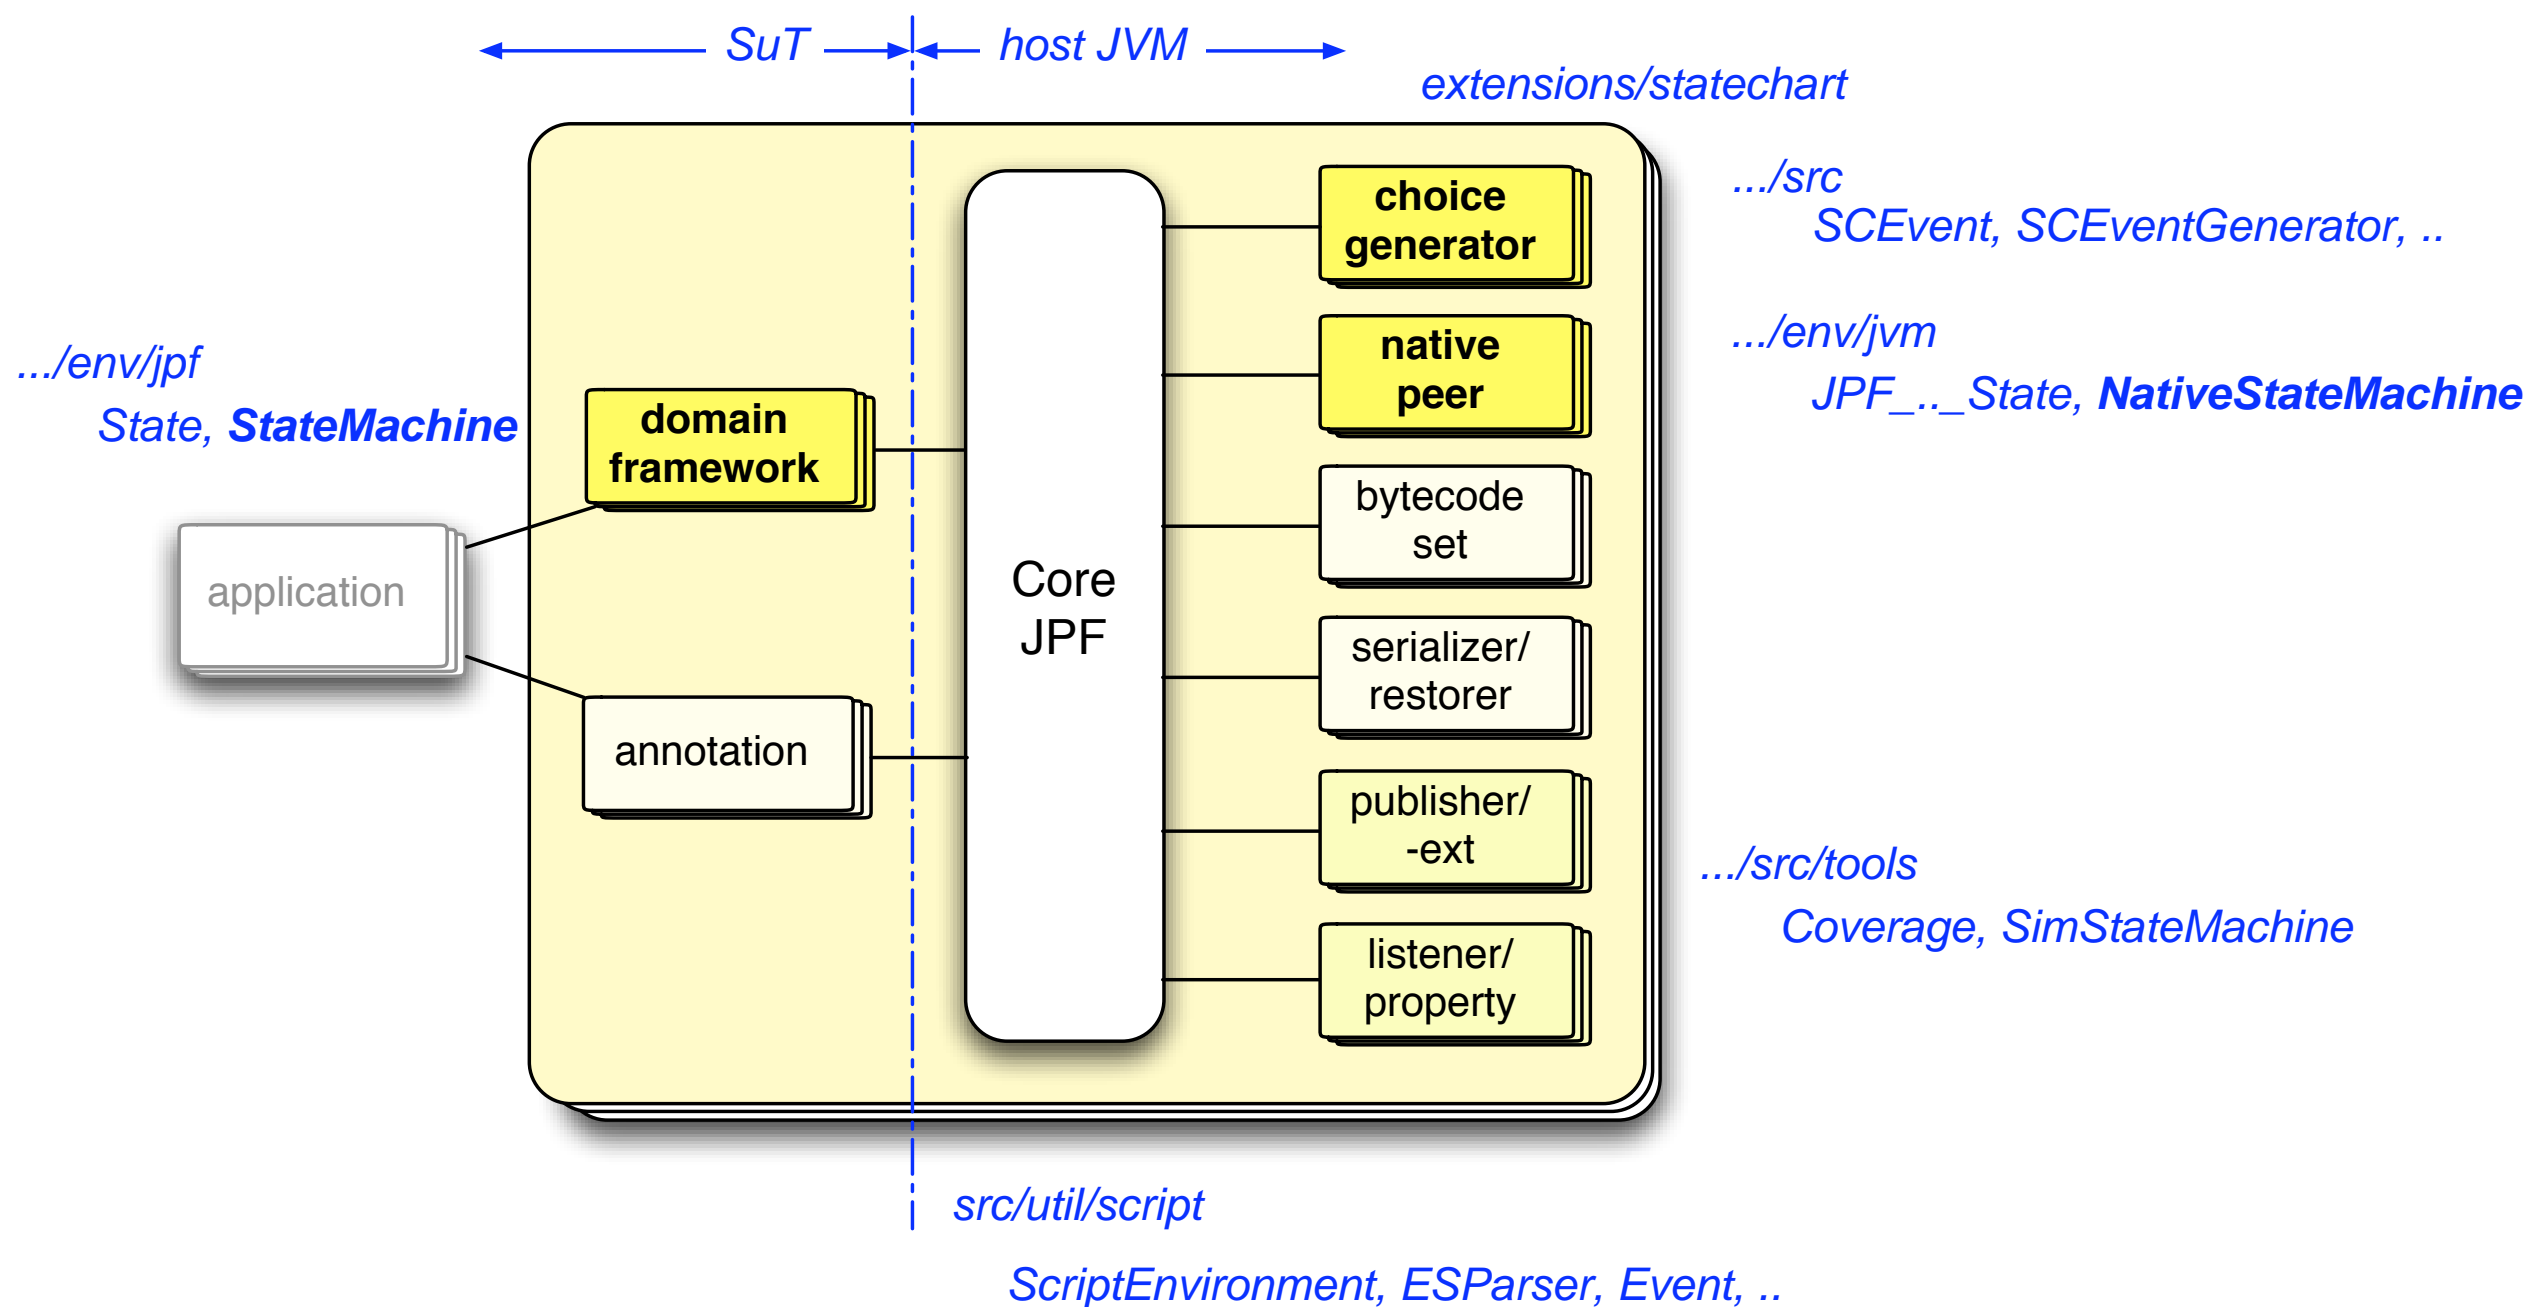 SuT
host JVM
extensions/statechart
.../src
SCEvent, SCEventGenerator, ..
.../env/jvm
JPF_.._State, NativeStateMachine
.../env/jpf
State, StateMachine
application
domain
framework
annotation
Core
JPF
choice
generator
native
peer
bytecode
set
serializer/
restorer
publisher/
-ext
listener/
property
.../src/tools
Coverage, SimStateMachine
src/util/script
ScriptEnvironment, ESParser, Event, ..